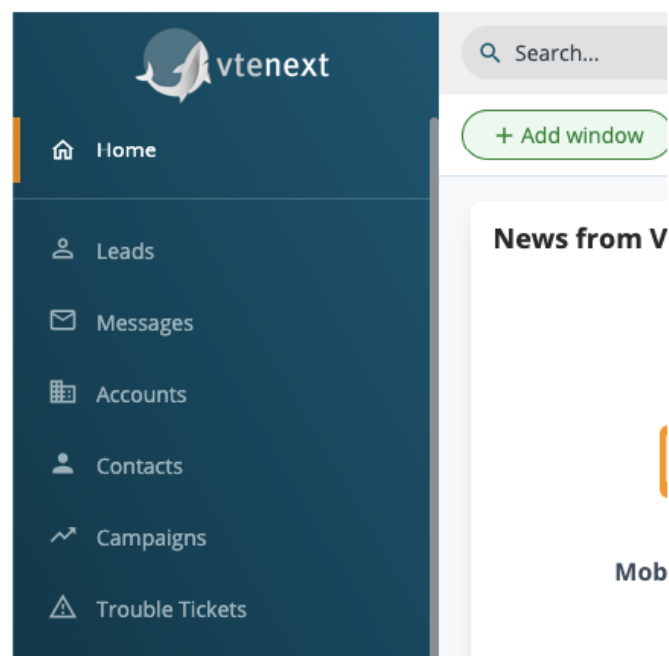 vtenext
Home
Leads
Messages
Accounts
Contacts
Campaigns
Trouble Tickets
Search...
+ Add window
News from V
Mob